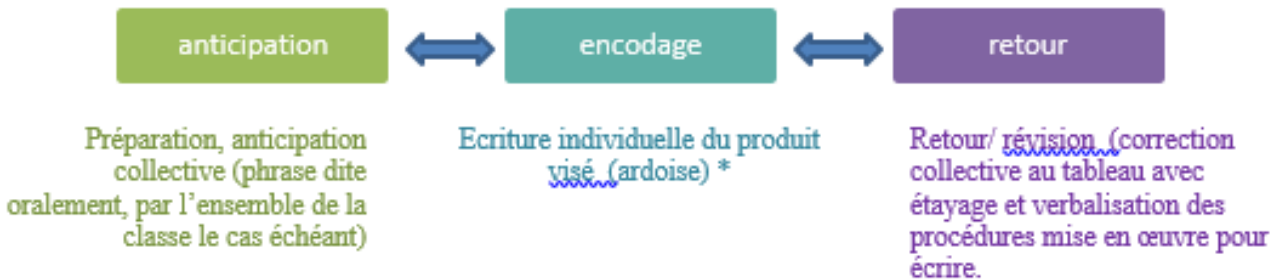 anticipation
encodage
retour
Préparation, anticipation
collective (phrase dite
oralement, par l’ensemble de la
classe le cas échéant)
Ecriture individuelle du produit
visé (ardoise) *
Retour/ révision (correction
collective au tableau avec
étayage et verbalisation des
procédures mise en œuvre pour
écrire.